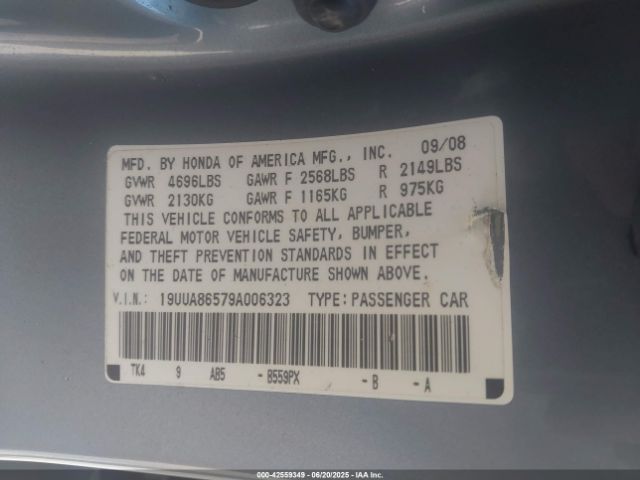 MFD. BY HONDA OF AMERICA MFG., INC. 09/08
GVWR 4696LBS GAWR F 2568LBS R 2149LBS
GVWR 2130KG GAWR F 1165KG R 975KG
THIS VEHICLE CONFORMS TO ALL APPLICABLE
FEDERAL MOTOR VEHICLE SAFETY, BUMPER,
AND THEFT PREVENTION STANDARDS IN EFFECT
ON THE DATE OF MANUFACTURE SHOWN ABOVE.
V.I.N.: 19UUA86579A006323 TYPE: PASSENGER CAR
TK4 9 AB5 - B559PX - B - A
000-42559349 - 06/20/2025 - IAA Inc.